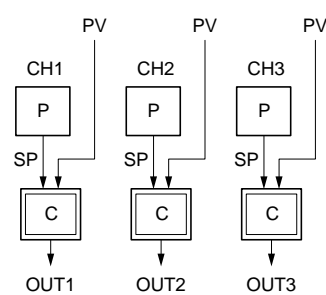 PV PV PV
CH1 CH2 CH3
P P P
SP SP SP
C C C
OUT1 OUT2 OUT3